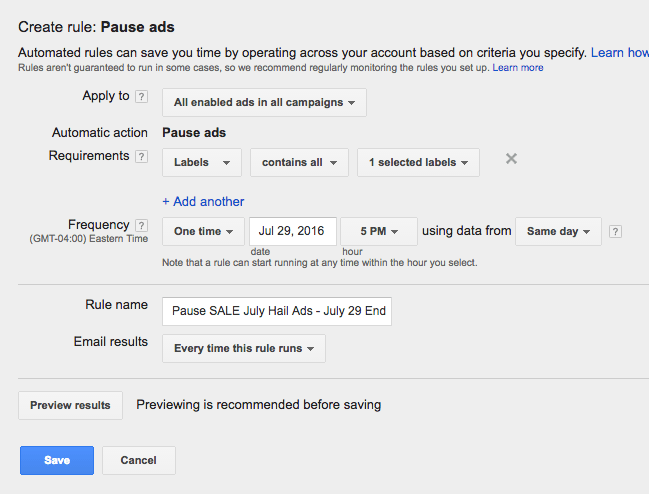 Create rule: Pause ads
Automated rules can save you time by operating across your account based on criteria you specify. Learn how
Rules aren't guaranteed to run in some cases, so we recommend regularly monitoring the rules you set up. Learn more
Apply to ? All enabled ads in all campaigns
Automatic action Pause ads
Requirements ? Labels contains all 1 selected labels
+ Add another
Frequency ? One time Jul 29, 2016 5 PM using data from Same day ?
(GMT-04:00) Eastern Time
date hour
Note that a rule can start running at any time within the hour you select.
Rule name Pause SALE July Hail Ads - July 29 End
Email results Every time this rule runs
Preview results Previewing is recommended before saving
Save Cancel